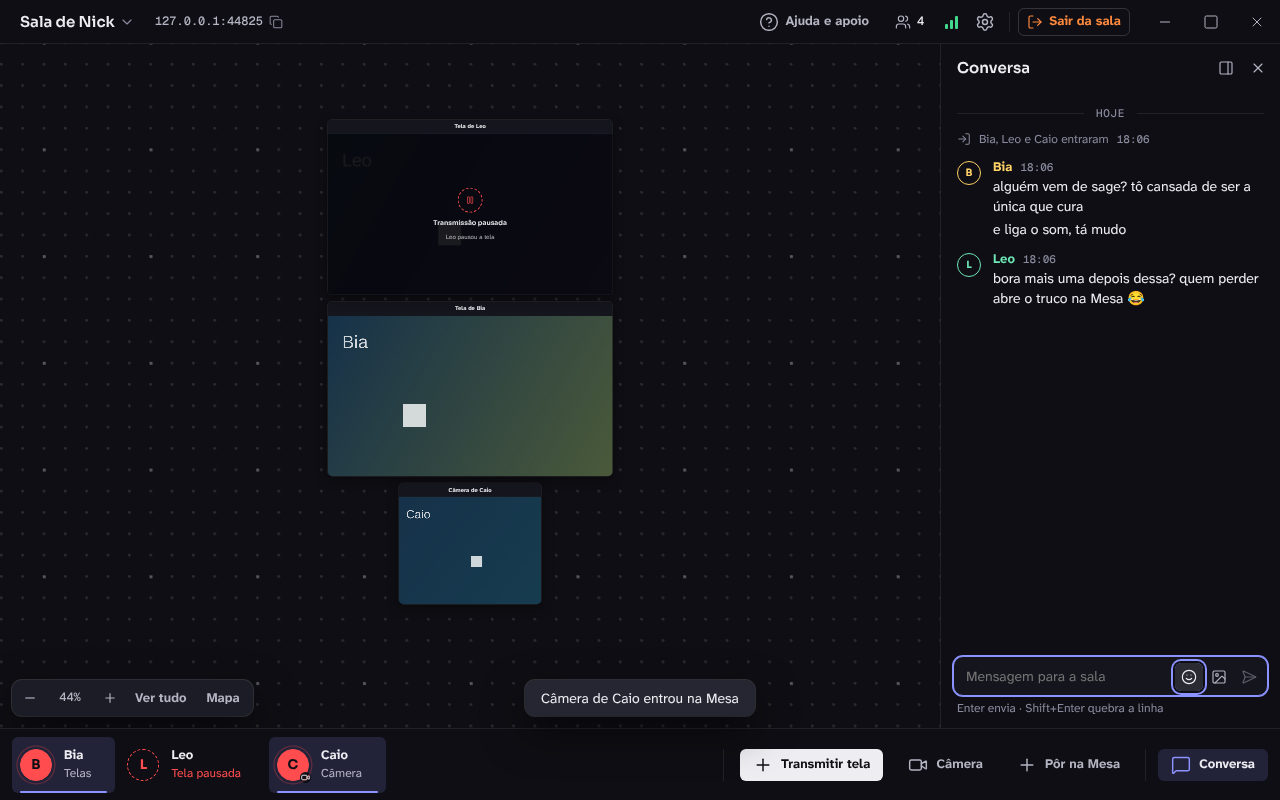 Sala de Nick
127.0.0.1:44825
Ajuda e apoio
4
Sair da sala
Tela de Leo
Leo
Transmissão pausada
Leo pausou a tela
Tela de Bia
Bia
Câmera de Caio
Caio
44%
Ver tudo
Mapa
Câmera de Caio entrou na Mesa
Conversa
HOJE
Bia, Leo e Caio entraram 18:06
B
Bia 18:06
alguém vem de sage? tô cansada de ser a
única que cura
e liga o som, tá mudo
L
Leo 18:06
bora mais uma depois dessa? quem perder
abre o truco na Mesa 😂
Mensagem para a sala
Enter envia · Shift+Enter quebra a linha
B
Bia
Telas
L
Leo
Tela pausada
C
Caio
Câmera
Transmitir tela
Câmera
Pôr na Mesa
Conversa